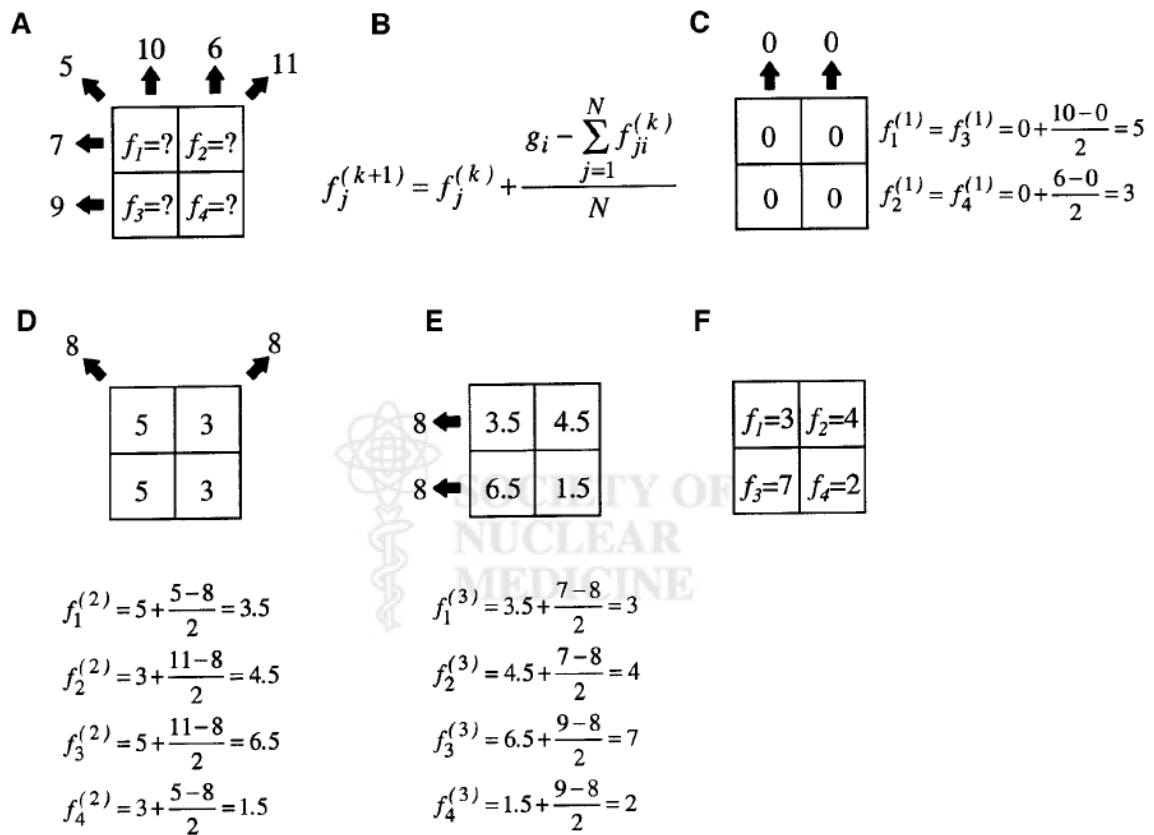 A
5 10 6 11
7 f₁=? f₂=?
9 f₃=? f₄=?
B
f_j^(k+1) = f_j^(k) + (g_i − ∑_{j=1}^{N} f_{ji}^(k)) / N
C
0 0
0 0 f₁^(1) = f₃^(1) = 0+(10−0)/2 = 5
0 0 f₂^(1) = f₄^(1) = 0+(6−0)/2 = 3
D
8 8
5 3
5 3
f₁^(2) = 5+(5−8)/2 = 3.5
f₂^(2) = 3+(11−8)/2 = 4.5
f₃^(2) = 5+(11−8)/2 = 6.5
f₄^(2) = 3+(5−8)/2 = 1.5
E
8 3.5 4.5
8 6.5 1.5
f₁^(3) = 3.5+(7−8)/2 = 3
f₂^(3) = 4.5+(7−8)/2 = 4
f₃^(3) = 6.5+(9−8)/2 = 7
f₄^(3) = 1.5+(9−8)/2 = 2
F
f₁=3 f₂=4
f₃=7 f₄=2
SOCIETY OF
NUCLEAR
MEDICINE